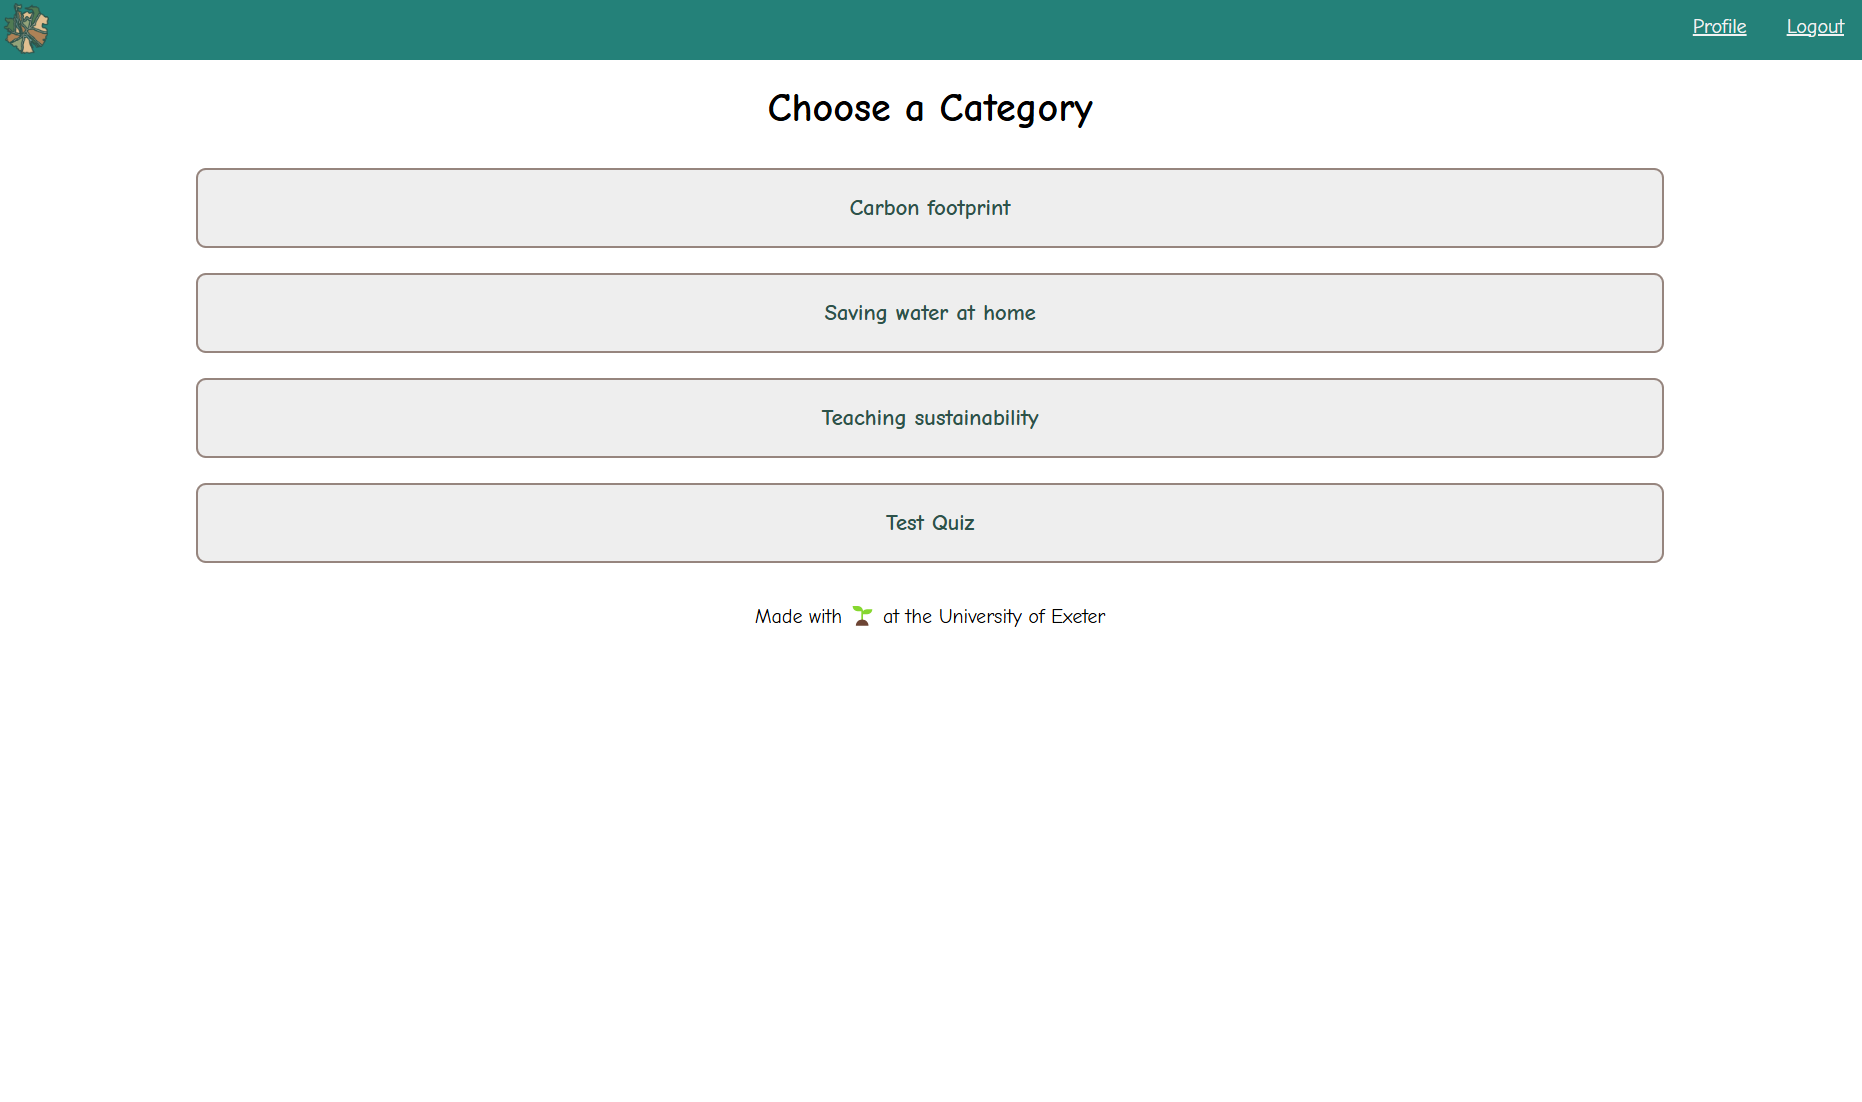 Profile Logout
Choose a Category
Carbon footprint
Saving water at home
Teaching sustainability
Test Quiz
Made with 🌱 at the University of Exeter